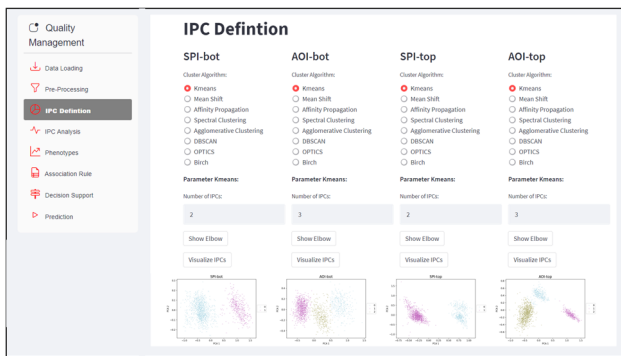 Quality
Management
Data Loading
Pre-Processing
IPC Defintion
IPC Analysis
Phenotypes
Association Rule
Decision Support
Prediction
IPC Defintion
SPI-bot
Cluster Algorithm:
Kmeans
Mean Shift
Affinity Propagation
Spectral Clustering
Agglomerative Clustering
DBSCAN
OPTICS
Birch
Parameter Kmeans:
Number of IPCs:
2
Show Elbow
Visualize IPCs
SPI-bot
AOI-bot
Cluster Algorithm:
Kmeans
Mean Shift
Affinity Propagation
Spectral Clustering
Agglomerative Clustering
DBSCAN
OPTICS
Birch
Parameter Kmeans:
Number of IPCs:
3
Show Elbow
Visualize IPCs
AOI-bot
SPI-top
Cluster Algorithm:
Kmeans
Mean Shift
Affinity Propagation
Spectral Clustering
Agglomerative Clustering
DBSCAN
OPTICS
Birch
Parameter Kmeans:
Number of IPCs:
2
Show Elbow
Visualize IPCs
SPI-top
AOI-top
Cluster Algorithm:
Kmeans
Mean Shift
Affinity Propagation
Spectral Clustering
Agglomerative Clustering
DBSCAN
OPTICS
Birch
Parameter Kmeans:
Number of IPCs:
3
Show Elbow
Visualize IPCs
AOI-top